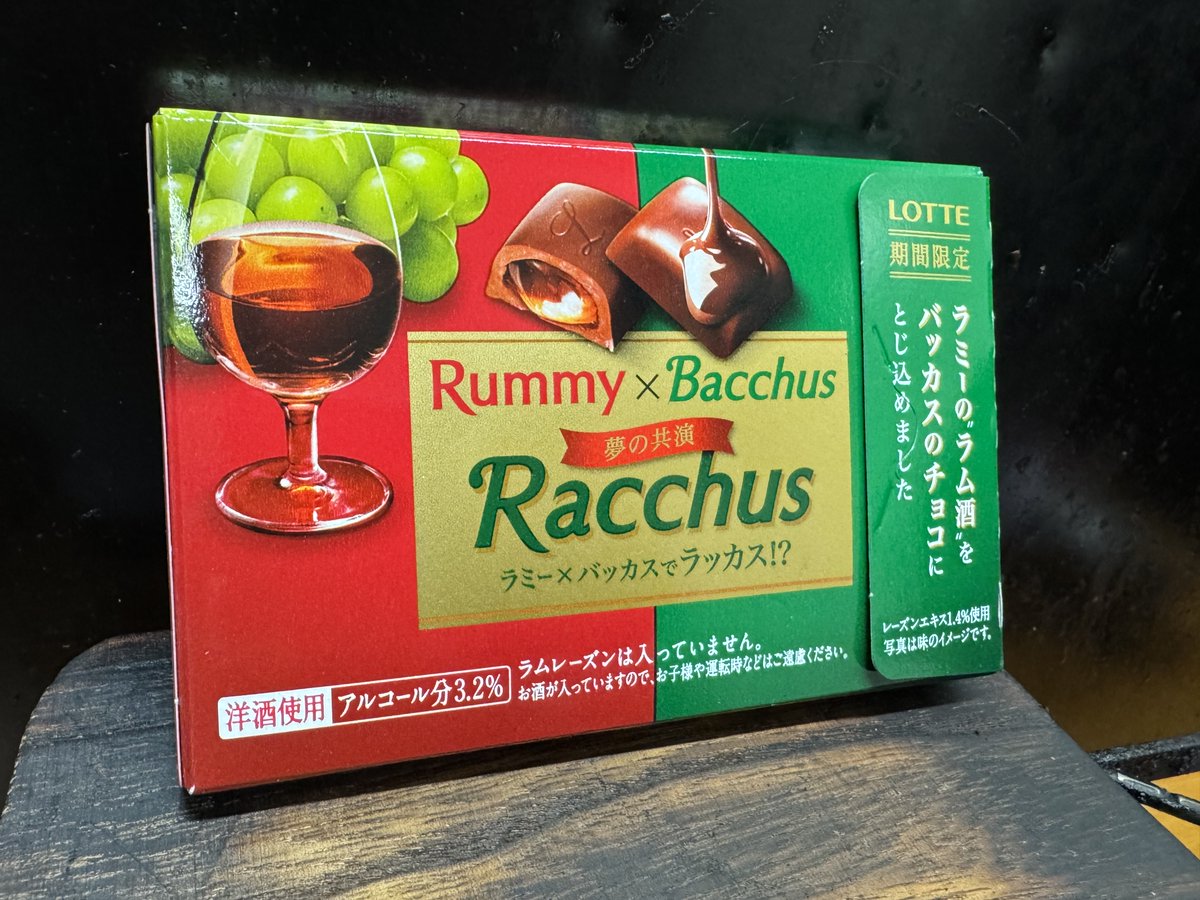 Rummy × Bacchus
夢の共演
Racchus
ラミー×バッカスでラッカス!?
LOTTE
期間限定
ラミーの"ラム酒"を
バッカスのチョコに
とじ込めました
レーズンエキス1.4%使用
写真は味のイメージです。
洋酒使用 アルコール分3.2%
ラムレーズンは入っていません。
お酒が入っていますので、お子様や運転時などはご遠慮ください。